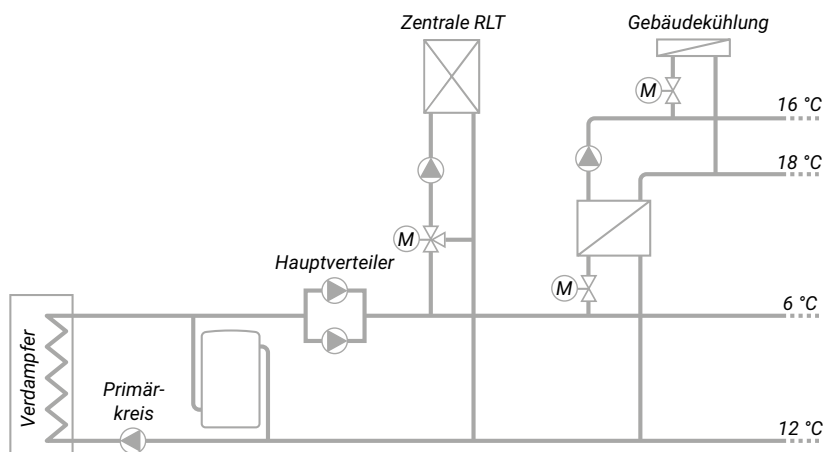 Zentrale RLT
Gebäudekühlung
M
16 °C
18 °C
M
Hauptverteiler
M
6 °C
Verdampfer
Primär-
kreis
12 °C